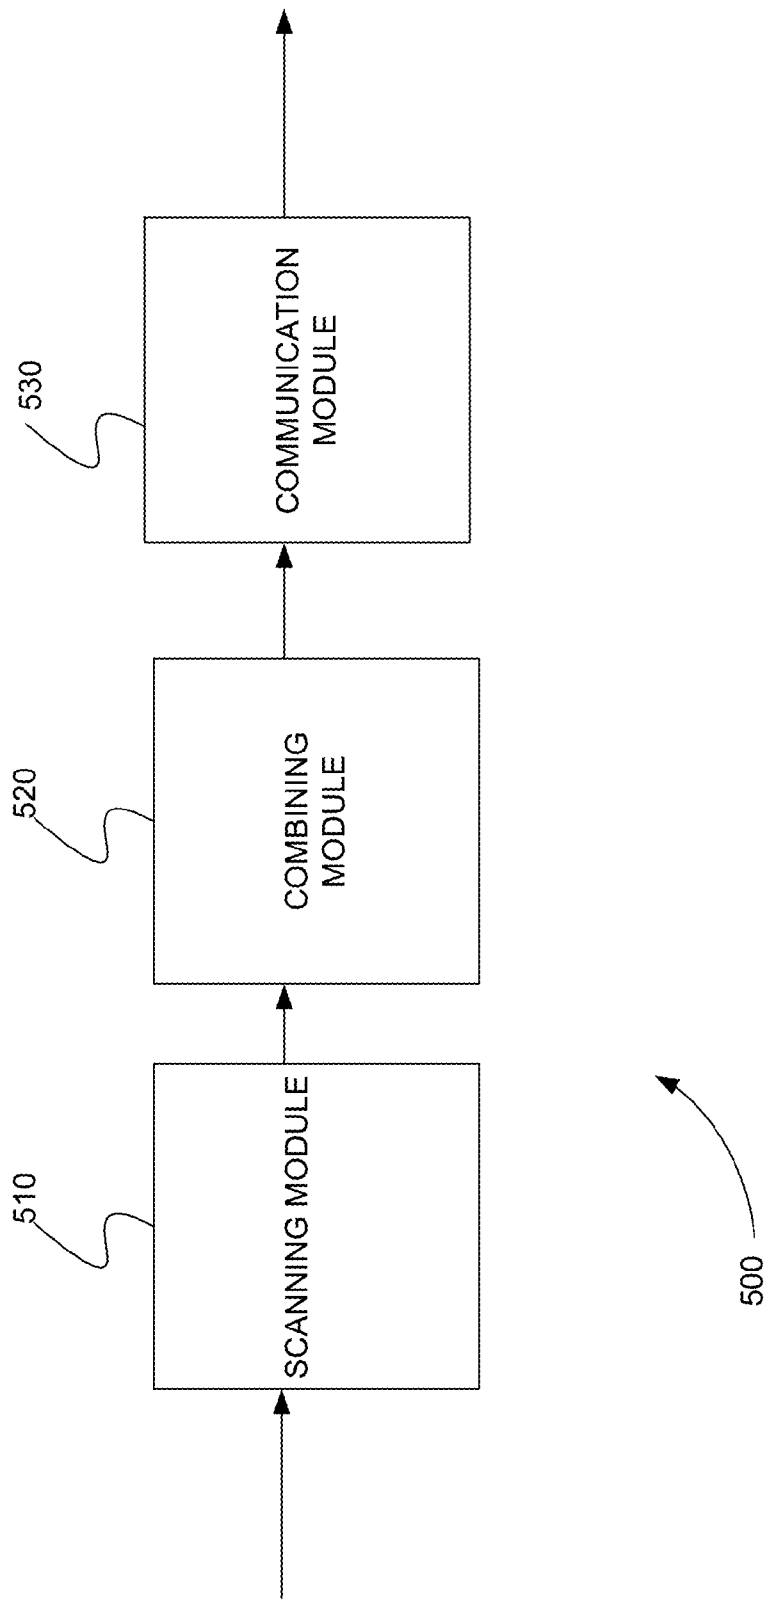 510
520
530
SCANNING MODULE
COMBINING
MODULE
COMMUNICATION
MODULE
500